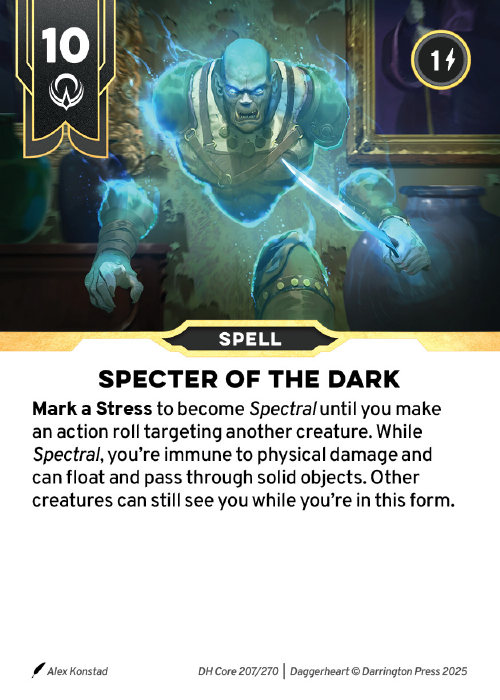 10
1
SPELL
SPECTER OF THE DARK
Mark a Stress to become Spectral until you make
an action roll targeting another creature. While
Spectral, you’re immune to physical damage and
can float and pass through solid objects. Other
creatures can still see you while you’re in this form.
Alex Konstad
DH Core 207/270 | Daggerheart © Darrington Press 2025